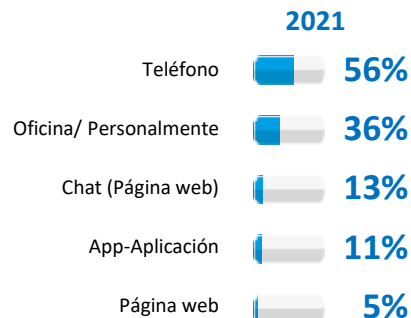 2021
Teléfono 56%
Oficina/ Personalmente 36%
Chat (Página web) 13%
App-Aplicación 11%
Página web 5%